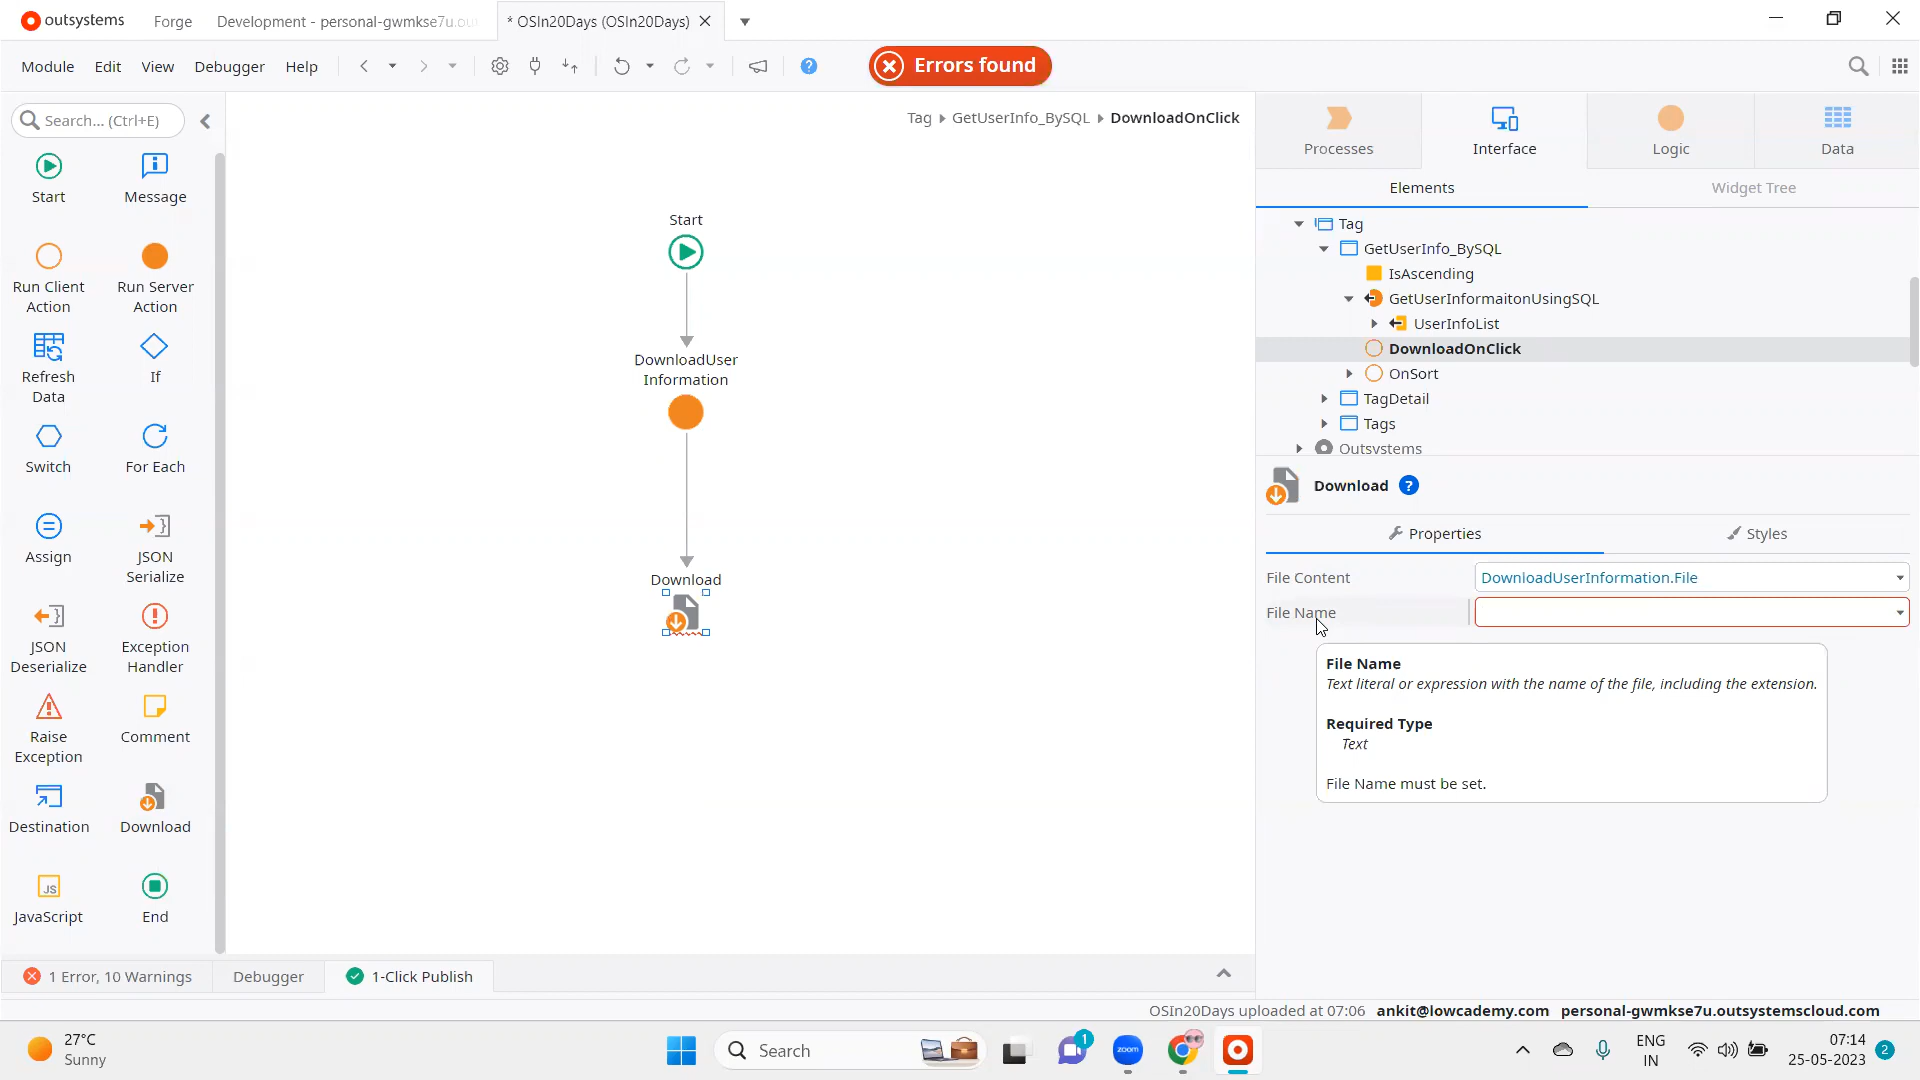 outsystems
Forge
Development - personal-gwmkse7u.ou
* OSIn20Days (OSIn20Days)
Module
Edit
View
Debugger
Help
Errors found
Search... (Ctrl+E)
Start
Message
Run Client
Action
Run Server
Action
Refresh
Data
If
Switch
For Each
Assign
JSON
Serialize
JSON
Deserialize
Exception
Handler
Raise
Exception
Comment
Destination
Download
JS
JavaScript
End
Tag
GetUserInfo_BySQL
DownloadOnClick
Start
DownloadUser
Information
Download
Processes
Interface
Logic
Data
Elements
Widget Tree
Tag
GetUserInfo_BySQL
IsAscending
GetUserInformaitonUsingSQL
UserInfoList
DownloadOnClick
OnSort
TagDetail
Tags
Outsystems
Download
Properties
Styles
File Content
DownloadUserInformation.File
File Name
File Name
Text literal or expression with the name of the file, including the extension.
Required Type
Text
File Name must be set.
1 Error, 10 Warnings
Debugger
1-Click Publish
OSIn20Days uploaded at 07:06
ankit@lowcademy.com
personal-gwmkse7u.outsystemscloud.com
27°C
Sunny
Search
1
zoom
ENG
IN
07:14
25-05-2023
2